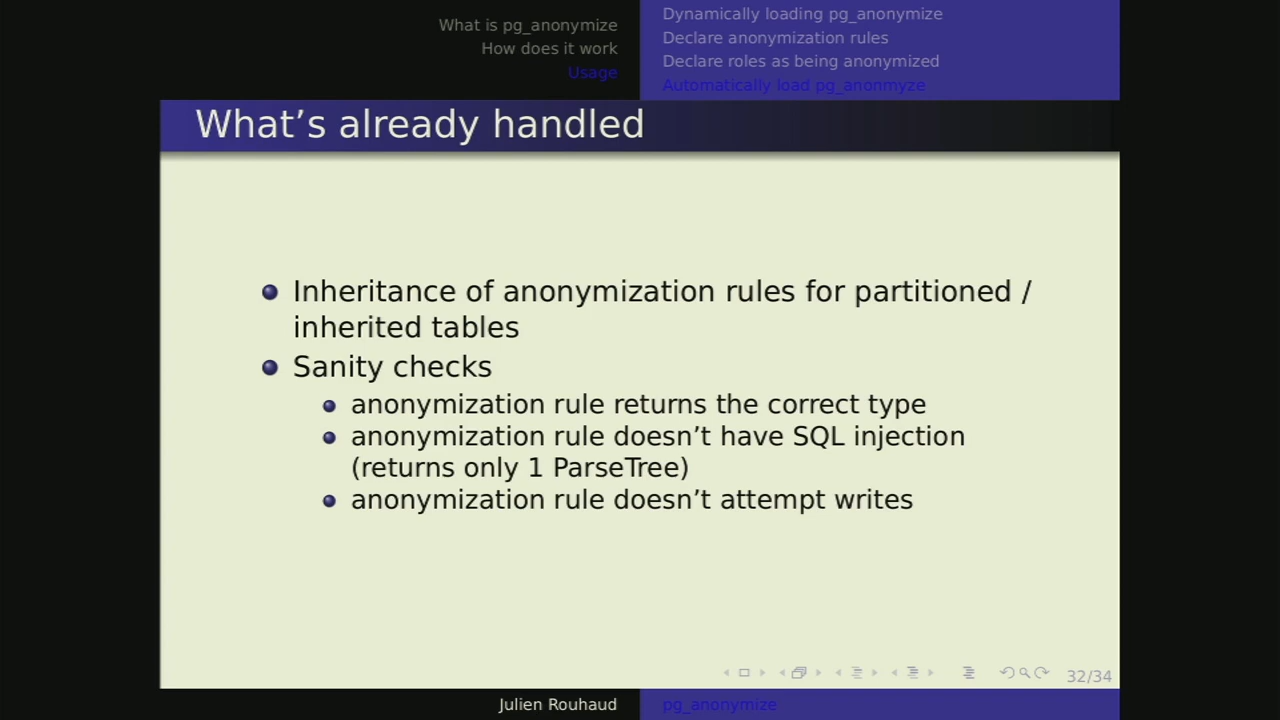 What is pg_anonymize
How does it work
Usage
Dynamically loading pg_anonymize
Declare anonymization rules
Declare roles as being anonymized
Automatically load pg_anonmyze
What’s already handled
Inheritance of anonymization rules for partitioned /
inherited tables
Sanity checks
anonymization rule returns the correct type
anonymization rule doesn’t have SQL injection
(returns only 1 ParseTree)
anonymization rule doesn’t attempt writes
32/34
Julien Rouhaud
pg_anonymize